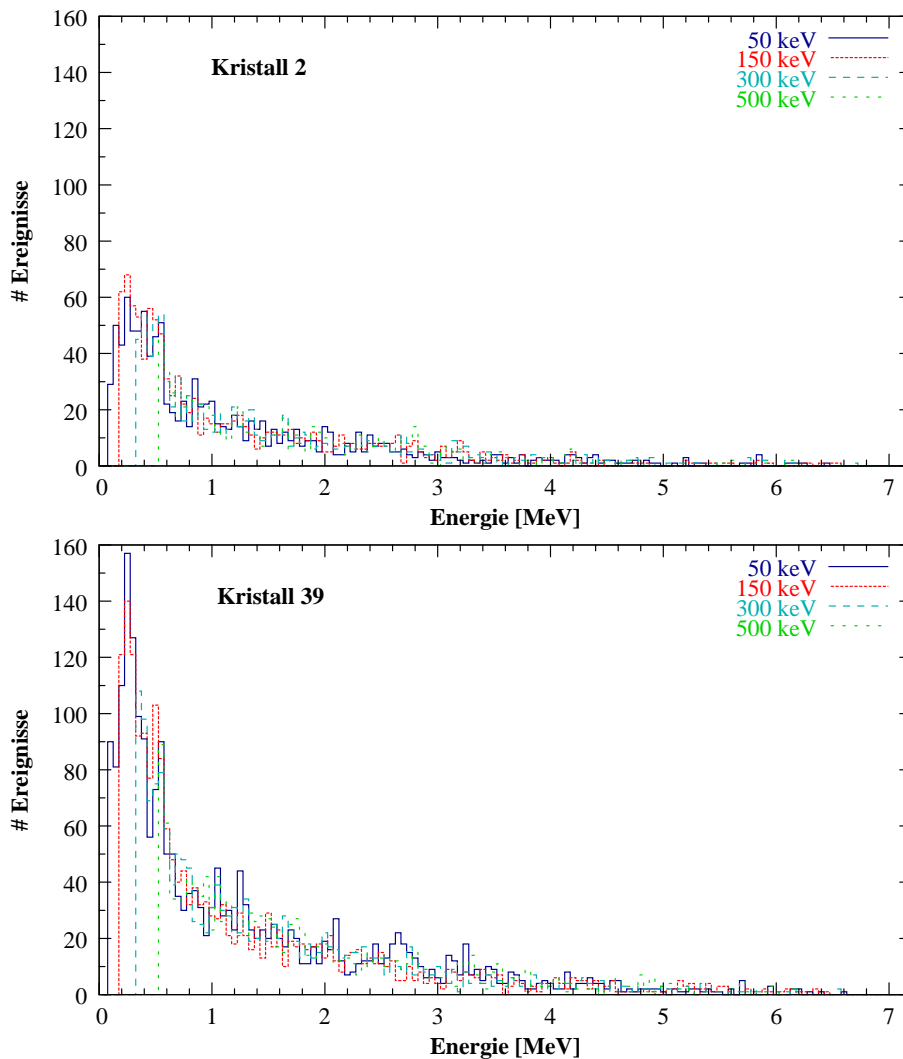 160
140
120
100
80
60
40
20
0
# Ereignisse
Kristall 2
50 keV
150 keV
300 keV
500 keV
0 1 2 3 4 5 6 7
Energie [MeV]
160
140
120
100
80
60
40
20
0
# Ereignisse
Kristall 39
50 keV
150 keV
300 keV
500 keV
0 1 2 3 4 5 6 7
Energie [MeV]